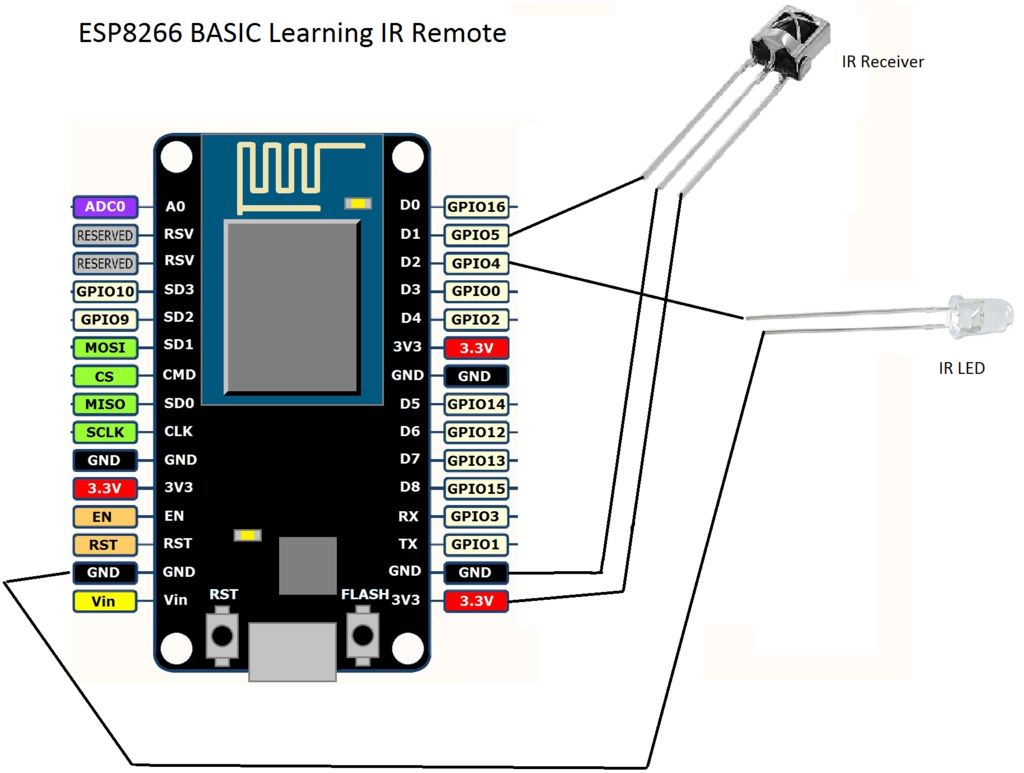 ESP8266 BASIC Learning IR Remote
IR Receiver
IR LED
ADC0 A0 D0 GPIO16
RESERVED RSV D1 GPIO5
RESERVED RSV D2 GPIO4
GPIO10 SD3 D3 GPIO0
GPIO9 SD2 D4 GPIO2
MOSI SD1 3V3 3.3V
CS CMD GND GND
MISO SD0 D5 GPIO14
SCLK CLK D6 GPIO12
GND GND D7 GPIO13
3.3V 3V3 D8 GPIO15
EN EN RX GPIO3
RST RST TX GPIO1
GND GND GND GND
Vin Vin RST FLASH 3V3 3.3V